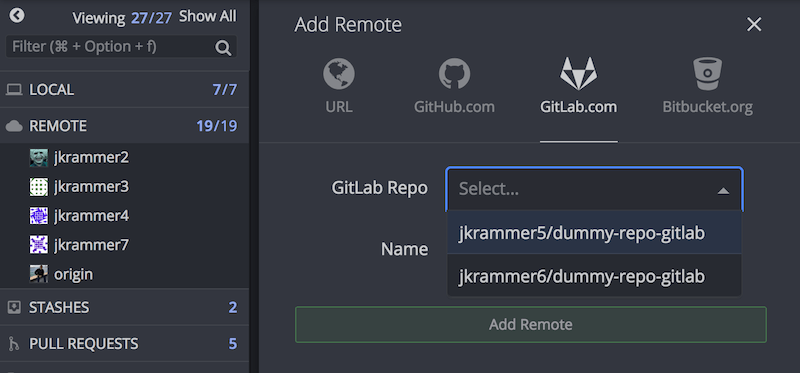 Viewing 27/27 Show All
Filter (⌘ + Option + f)
LOCAL 7/7
REMOTE 19/19
jkrammer2
jkrammer3
jkrammer4
jkrammer7
origin
STASHES 2
PULL REQUESTS 5
Add Remote
URL
GitHub.com
GitLab.com
Bitbucket.org
GitLab Repo
Select...
jkrammer5/dummy-repo-gitlab
jkrammer6/dummy-repo-gitlab
Name
Add Remote